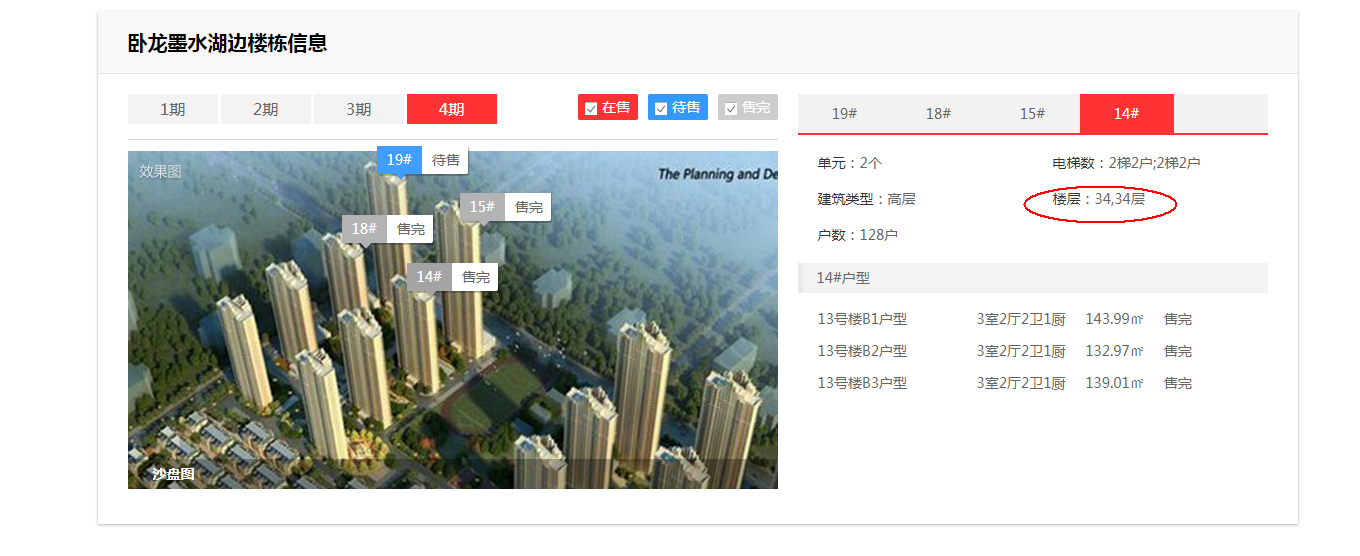 卧龙墨水湖边楼栋信息
1期
2期
3期
4期
在售
待售
售完
效果图
The Planning and De
19# 待售
15# 售完
18# 售完
14# 售完
沙盘图
19#
18#
15#
14#
单元：2个
电梯数：2梯2户;2梯2户
建筑类型：高层
楼层：34,34层
户数：128户
14#户型
13号楼B1户型 3室2厅2卫1厨 143.99㎡ 售完
13号楼B2户型 3室2厅2卫1厨 132.97㎡ 售完
13号楼B3户型 3室2厅2卫1厨 139.01㎡ 售完